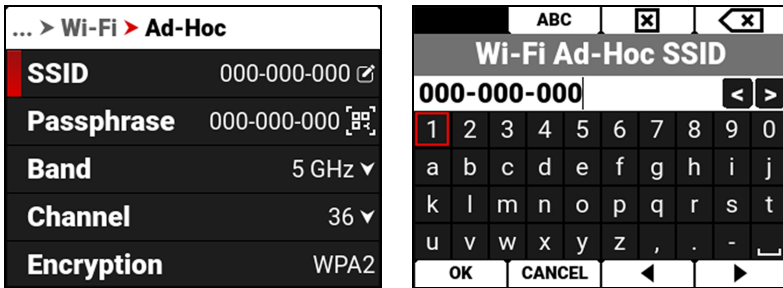 ... > Wi-Fi > Ad-Hoc
SSID 000-000-000
Passphrase 000-000-000
Band 5 GHz
Channel 36
Encryption WPA2
ABC
Wi-Fi Ad-Hoc SSID
000-000-000 < >
1 2 3 4 5 6 7 8 9 0
a b c d e f g h i j
k l m n o p q r s t
u v w x y z , . -
OK CANCEL